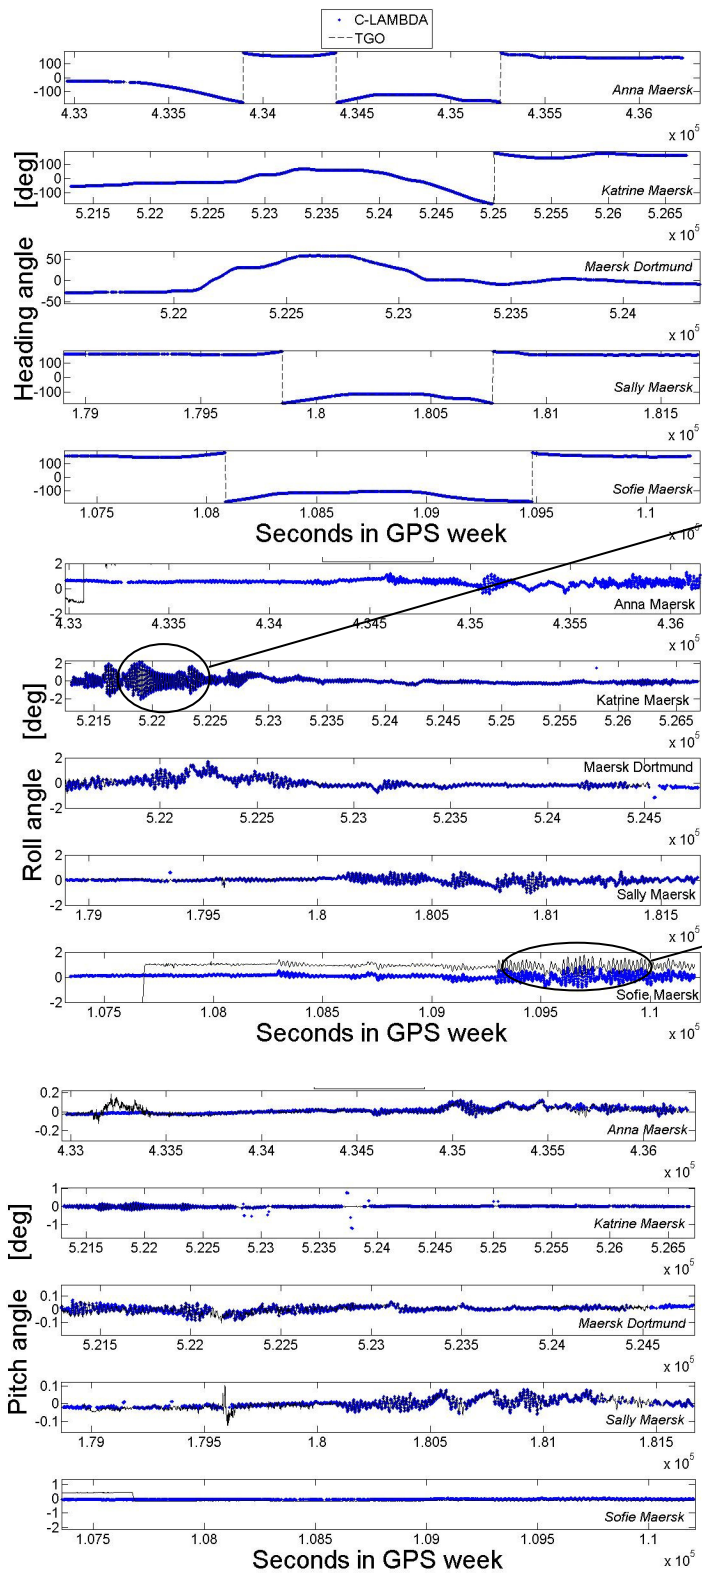 C-LAMBDA
TGO
100
0
-100
Anna Maersk
4.33 4.335 4.34 4.345 4.35 4.355 4.36
x 10^5
100
0
-100
Katrine Maersk
5.215 5.22 5.225 5.23 5.235 5.24 5.245 5.25 5.255 5.26 5.265
x 10^5
50
0
-50
Maersk Dortmund
5.22 5.225 5.23 5.235 5.24
x 10^5
100
0
-100
Sally Maersk
1.79 1.795 1.8 1.805 1.81 1.815
x 10^5
100
0
-100
Sofie Maersk
1.075 1.08 1.085 1.09 1.095 1.1
x 10^5
Heading angle [deg]
Seconds in GPS week
2
0
-2
Anna Maersk
4.33 4.335 4.34 4.345 4.35 4.355 4.36
x 10^5
2
0
-2
Katrine Maersk
5.215 5.22 5.225 5.23 5.235 5.24 5.245 5.25 5.255 5.26 5.265
x 10^5
2
0
-2
Maersk Dortmund
5.22 5.225 5.23 5.235 5.24 5.245
x 10^5
2
0
-2
Sally Maersk
1.79 1.795 1.8 1.805 1.81 1.815
x 10^5
2
0
-2
Sofie Maersk
1.075 1.08 1.085 1.09 1.095 1.1
x 10^5
Roll angle [deg]
Seconds in GPS week
0.2
0
-0.2
Anna Maersk
4.33 4.335 4.34 4.345 4.35 4.355 4.36
x 10^5
1
0
-1
Katrine Maersk
5.215 5.22 5.225 5.23 5.235 5.24 5.245 5.25 5.255 5.26 5.265
x 10^5
0.1
0
-0.1
Maersk Dortmund
5.215 5.22 5.225 5.23 5.235 5.24 5.245
x 10^5
0.1
0
-0.1
Sally Maersk
1.79 1.795 1.8 1.805 1.81 1.815
x 10^5
1
0
-1
-2
Sofie Maersk
1.075 1.08 1.085 1.09 1.095 1.1
x 10^5
Pitch angle [deg]
Seconds in GPS week